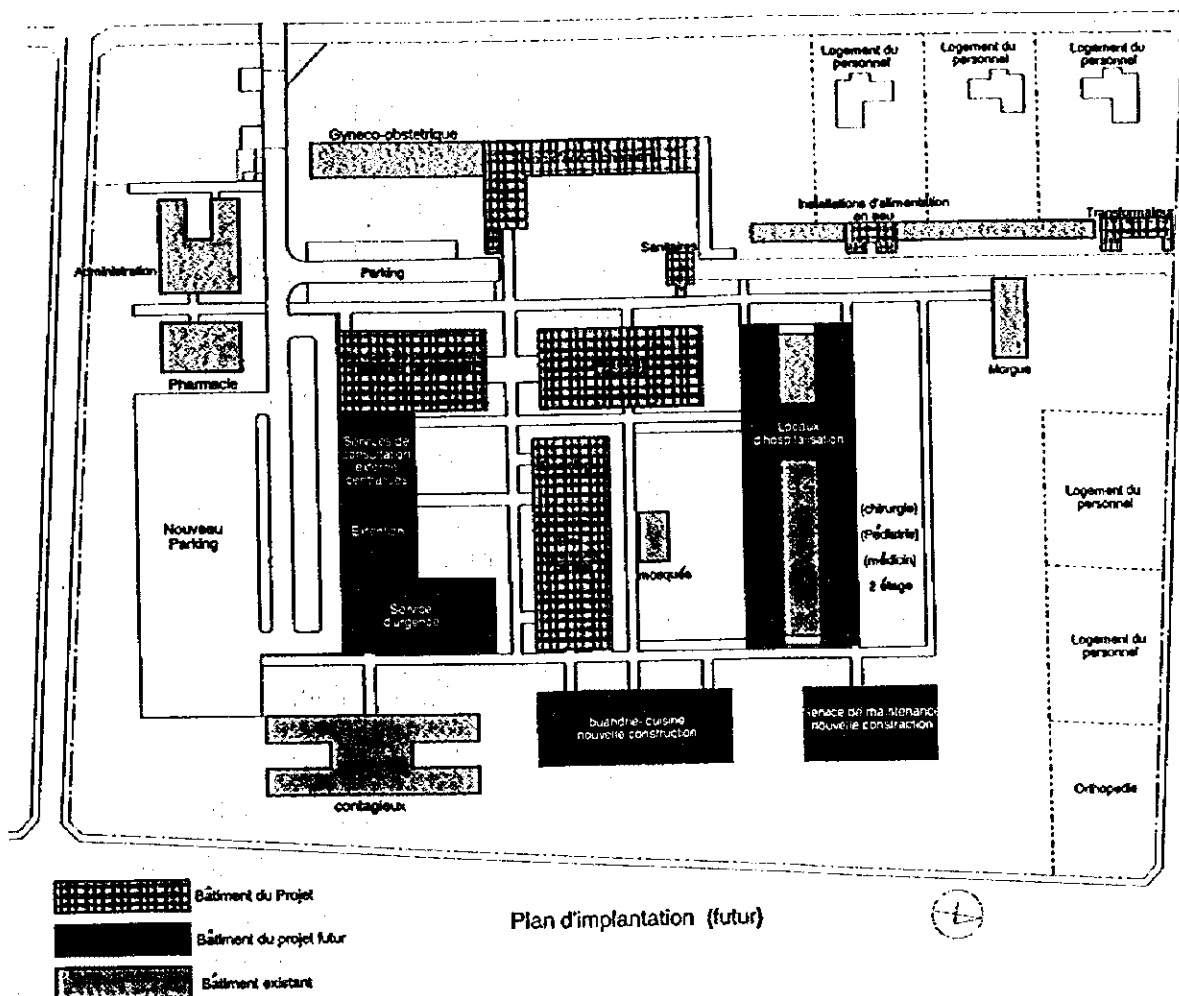 Logement du
personnel
Logement du
personnel
Logement du
personnel
Gyneco-obstetrique
Installations d'alimentation
en eau
Transformateur
Sanitaires
Administration
Parking
Pharmacie
Morgue
Services de
consultation
externe
centralisés
Extention
Locaux
d'hospitalisation
Logement du
personnel
Nouveau
Parking
(chirurgie)
(Pédiatrie)
(médicin)
2 étage
mosquée
Service
d'urgence
Logement du
personnel
buandrie-cuisine
nouvelle construction
Service de maintenance
nouvelle constraction
Orthopedie
contagieux
Bâtiment du Projet
Plan d'implantation (futur)
Bâtiment du projet futur
Bâtiment existant